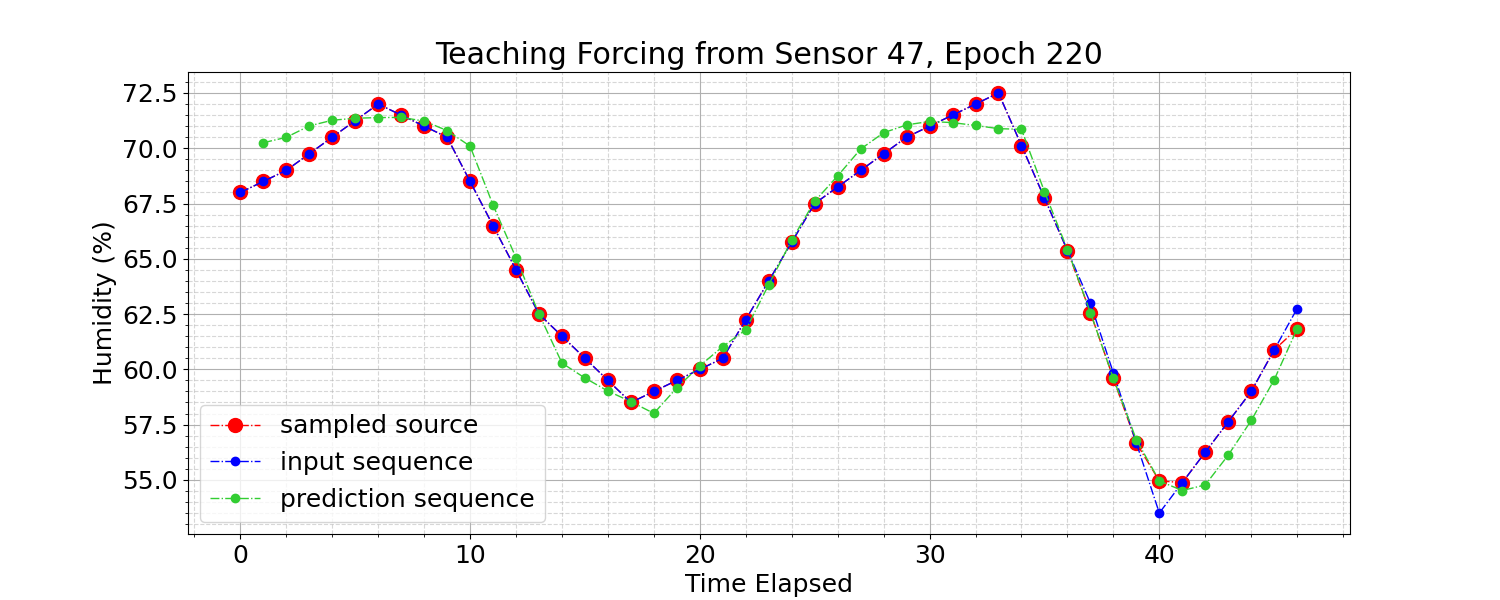 Teaching Forcing from Sensor 47, Epoch 220
Humidity (%)
72.5
70.0
67.5
65.0
62.5
60.0
57.5
55.0
sampled source
input sequence
prediction sequence
0 10 20 30 40
Time Elapsed